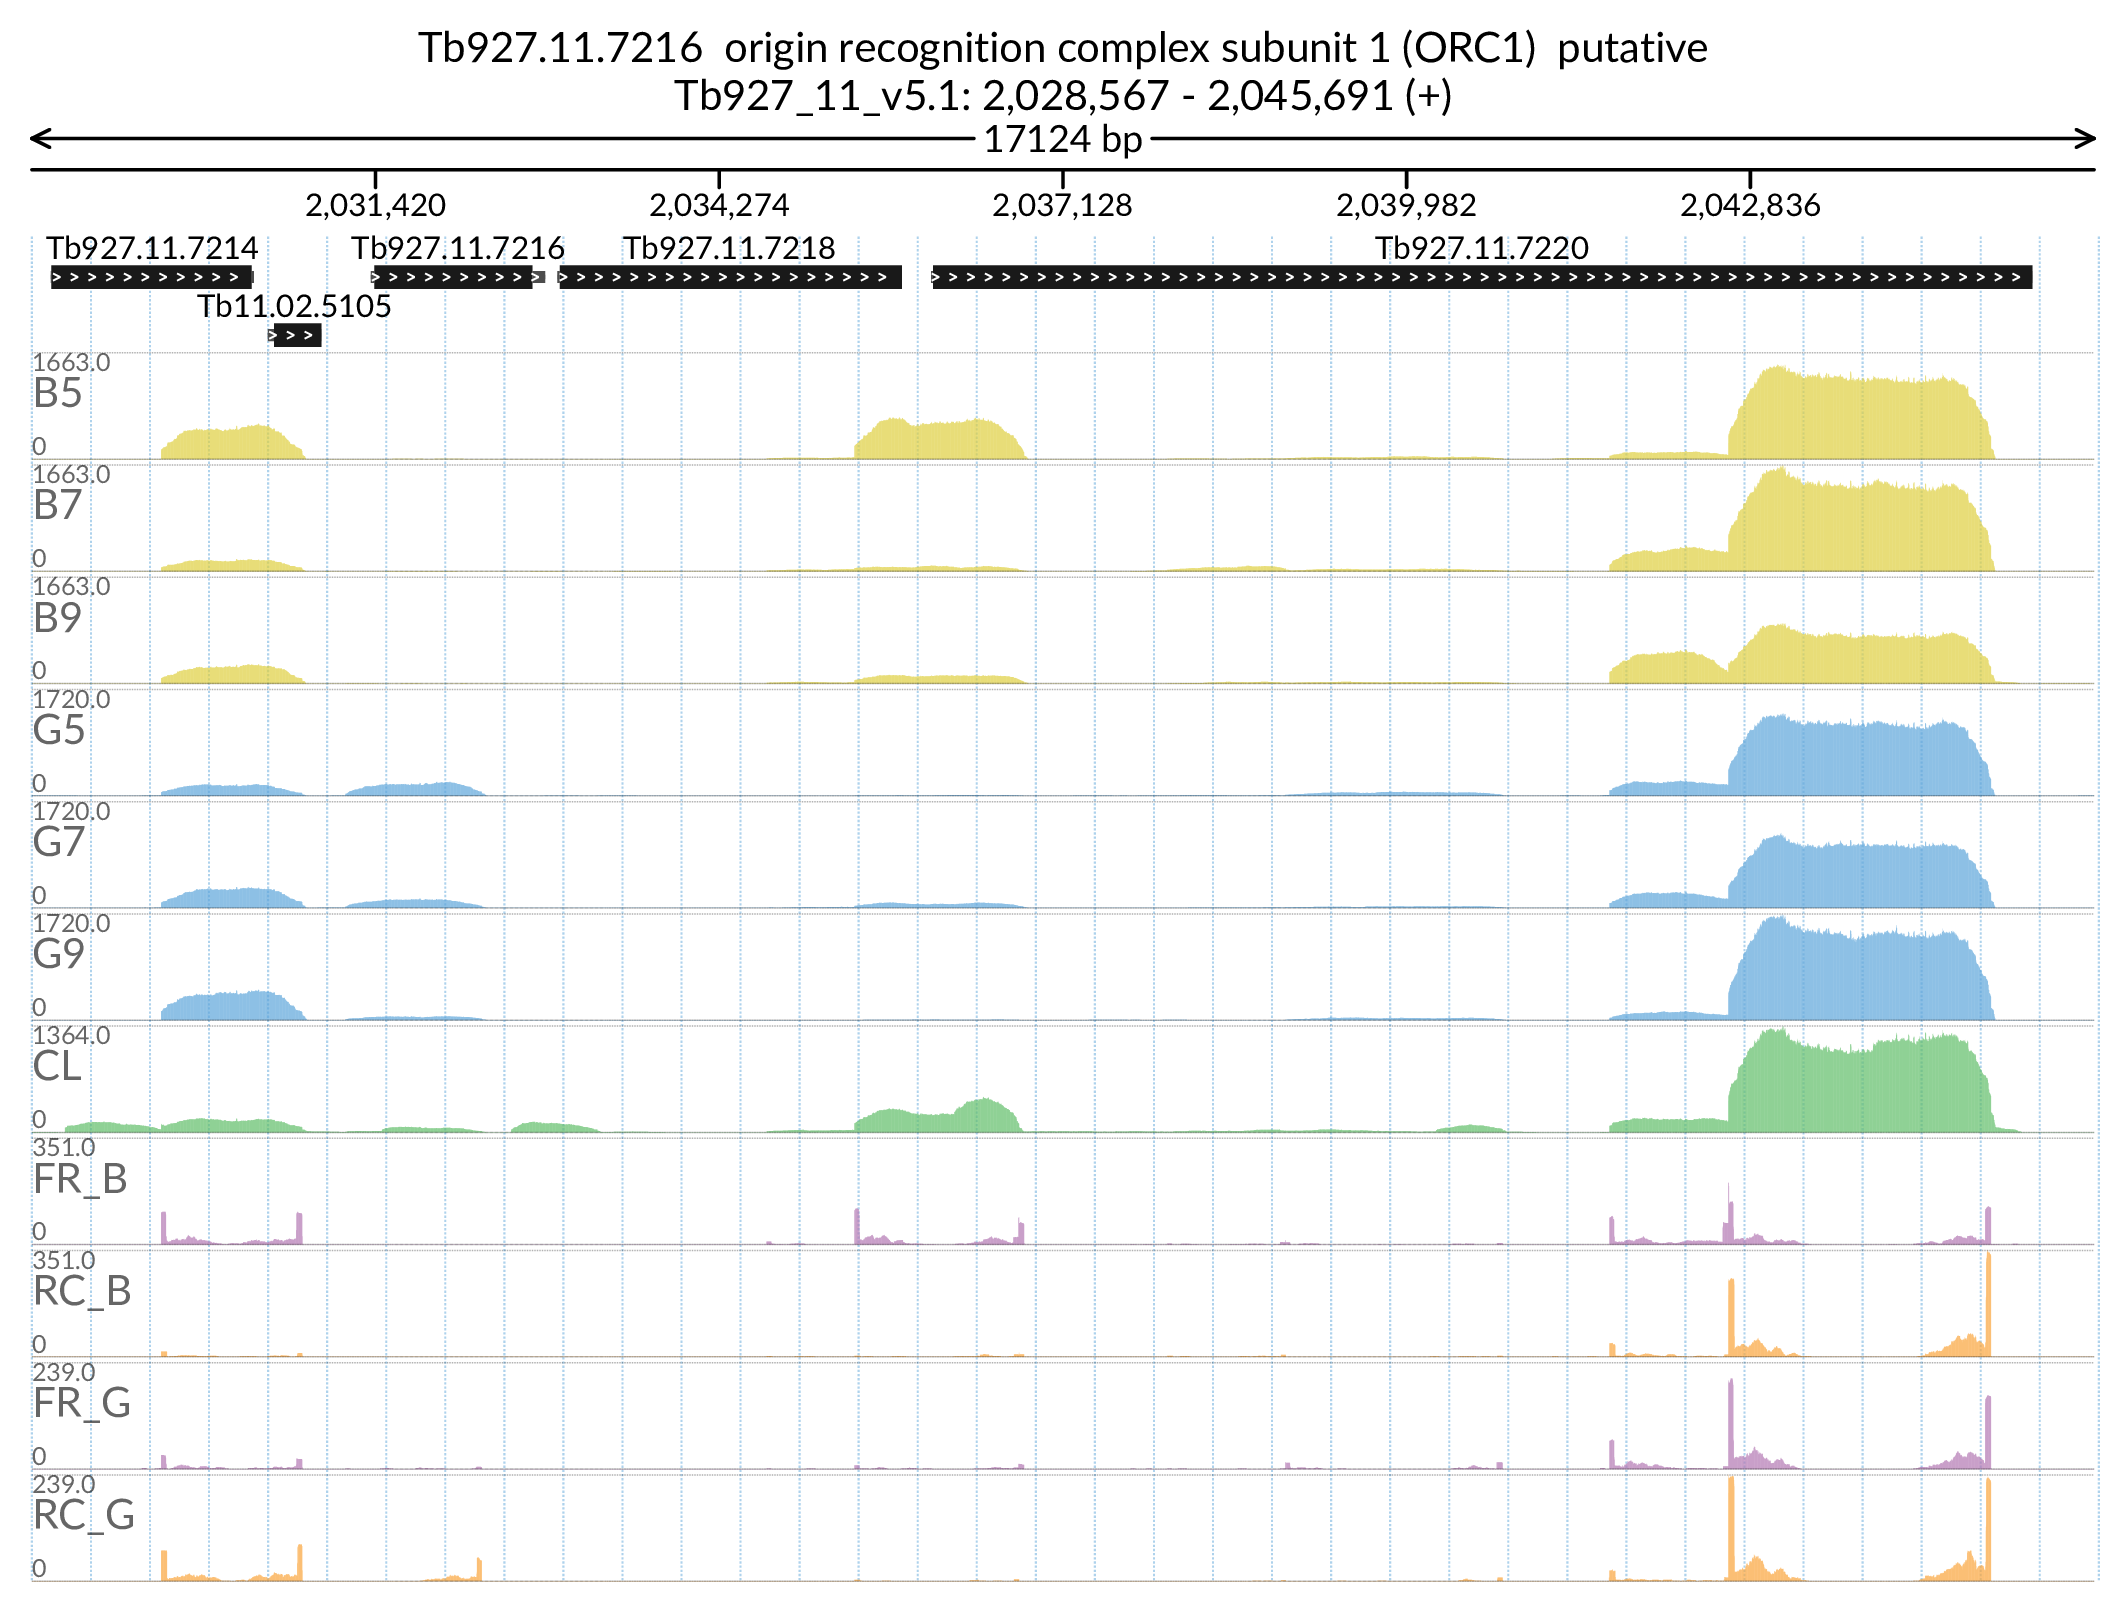 Tb927.11.7216  origin recognition complex subunit 1 (ORC1)  putative
Tb927_11_v5.1: 2,028,567 - 2,045,691 (+)
17124 bp
2,031,420 2,034,274 2,037,128 2,039,982 2,042,836
Tb927.11.7214 Tb927.11.7216 Tb927.11.7218 Tb927.11.7220
Tb11.02.5105
1663.0
B5
0
1663.0
B7
0
1663.0
B9
0
1720.0
G5
0
1720.0
G7
0
1720.0
G9
0
1364.0
CL
0
351.0
FR_B
0
351.0
RC_B
0
239.0
FR_G
0
239.0
RC_G
0